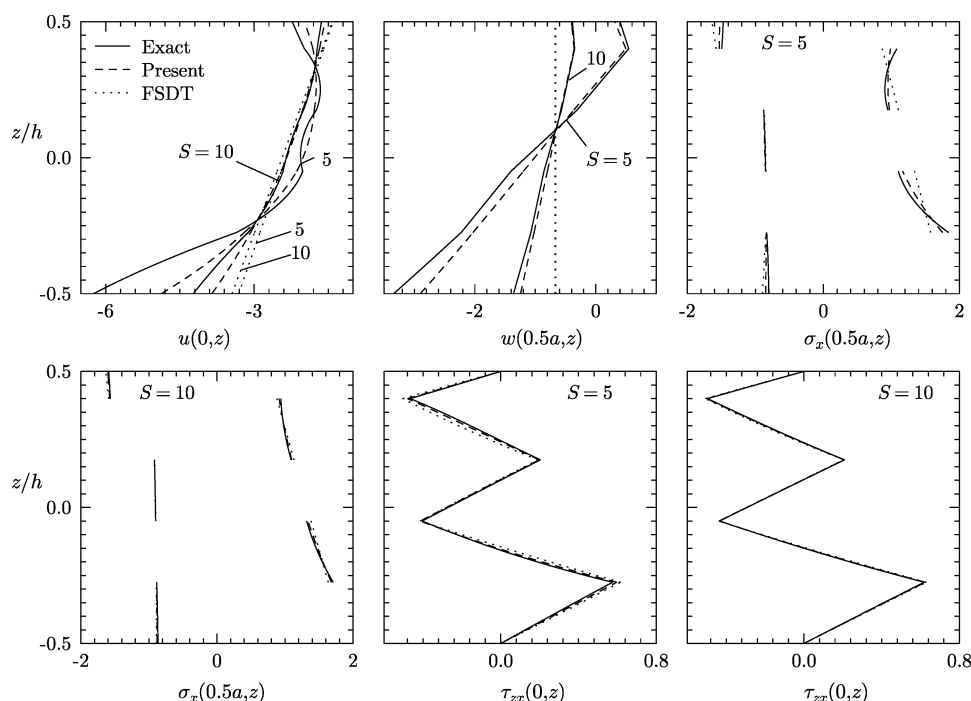 0.5
z/h
0.0
-0.5
Exact
Present
FSDT
S = 10
5
5
10
-6
-3
u(0,z)
10
S = 5
-2
0
w(0.5a,z)
S = 5
-2
0
2
σx(0.5a,z)
0.5
z/h
0.0
-0.5
S = 10
-2
0
2
σx(0.5a,z)
S = 5
0.0
0.8
τzx(0,z)
S = 10
0.0
0.8
τzx(0,z)